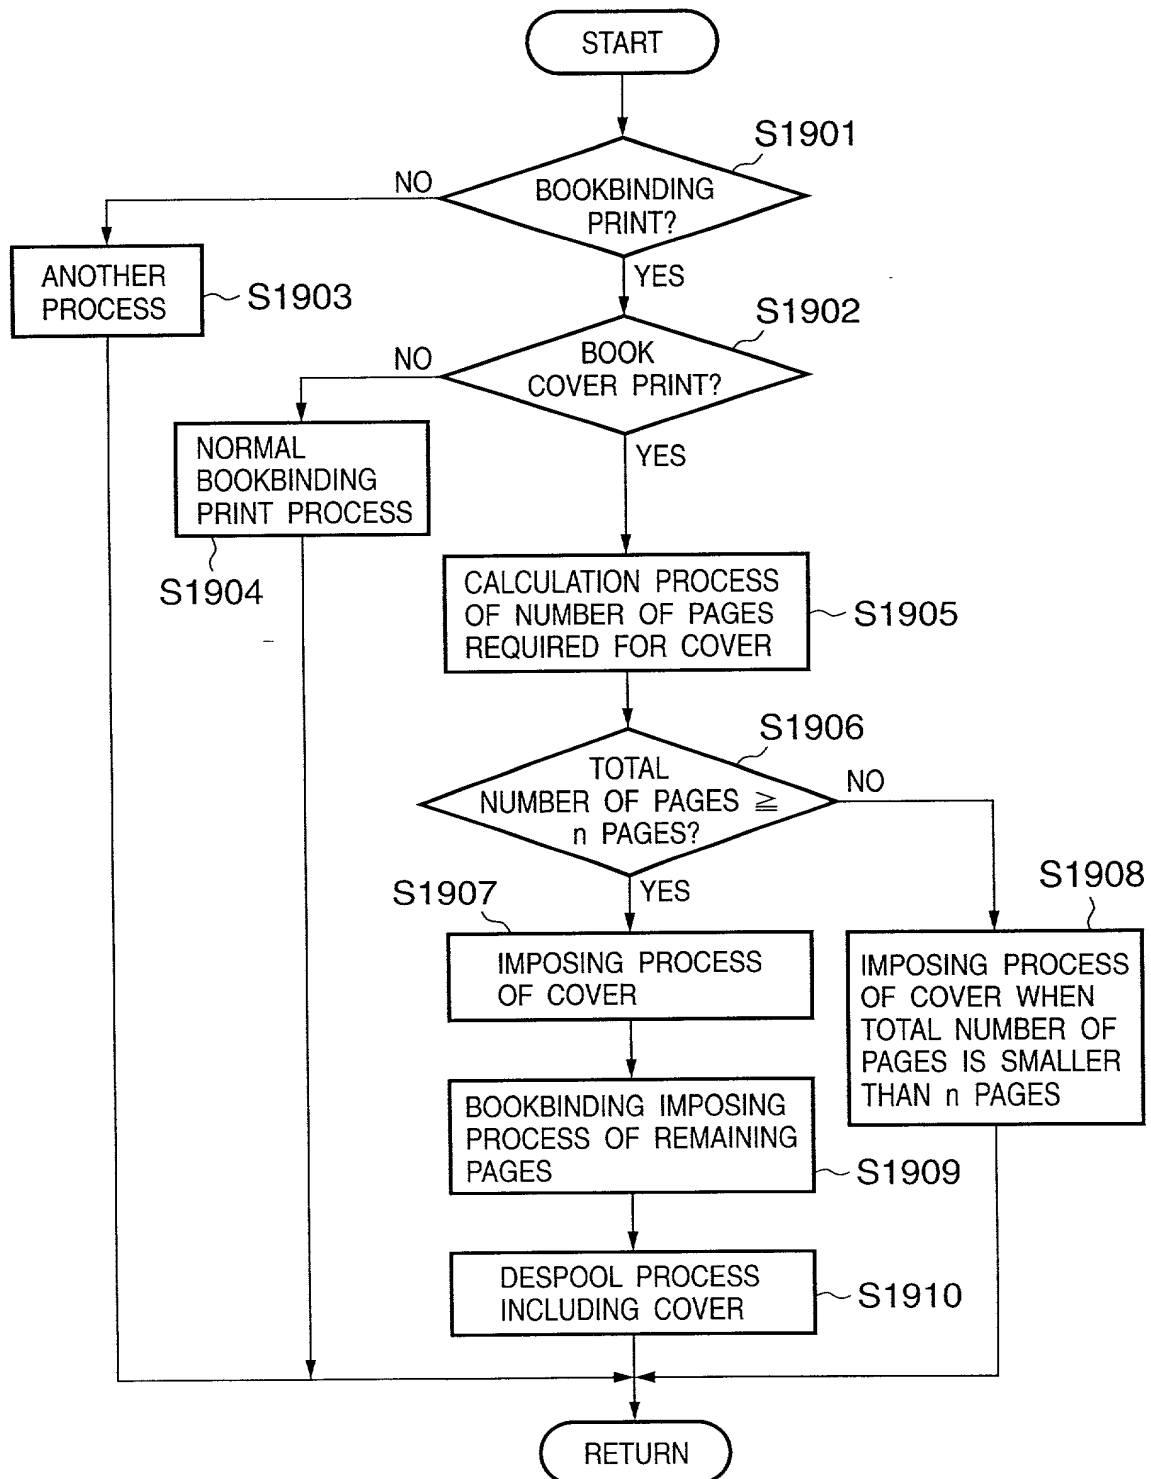 START
S1901
NO
BOOKBINDING
PRINT?
ANOTHER
PROCESS
S1903
YES
S1902
NO
BOOK
COVER PRINT?
NORMAL
BOOKBINDING
PRINT PROCESS
S1904
YES
CALCULATION PROCESS
OF NUMBER OF PAGES
REQUIRED FOR COVER
S1905
S1906
TOTAL
NUMBER OF PAGES ≧
n PAGES?
NO
YES
S1907
S1908
IMPOSING PROCESS
OF COVER
IMPOSING PROCESS
OF COVER WHEN
TOTAL NUMBER OF
PAGES IS SMALLER
THAN n PAGES
BOOKBINDING IMPOSING
PROCESS OF REMAINING
PAGES
S1909
DESPOOL PROCESS
INCLUDING COVER
S1910
RETURN